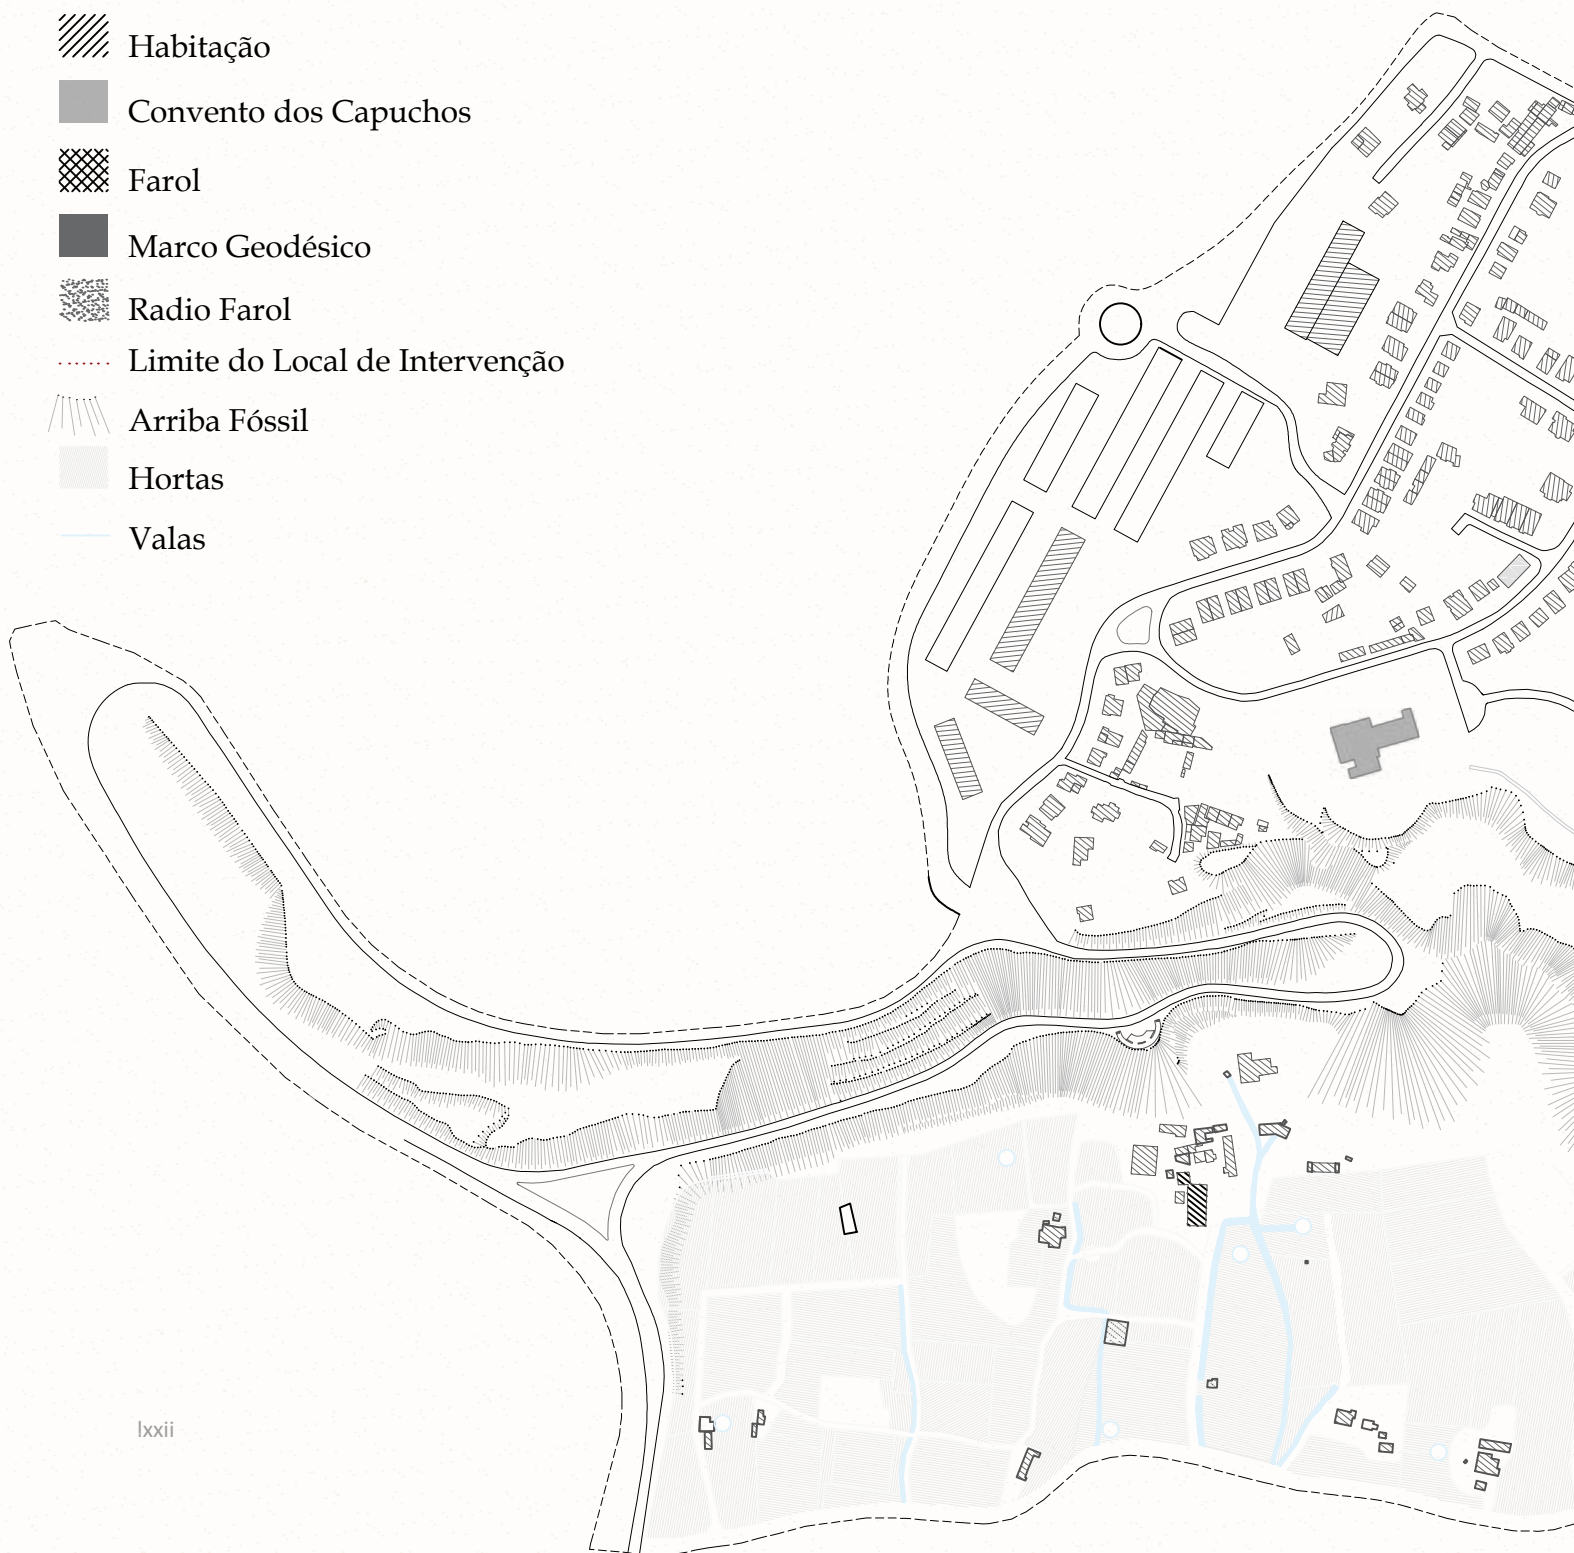 Habitação
Convento dos Capuchos
Farol
Marco Geodésico
Radio Farol
Limite do Local de Intervenção
Arriba Fóssil
Hortas
Valas
lxxii